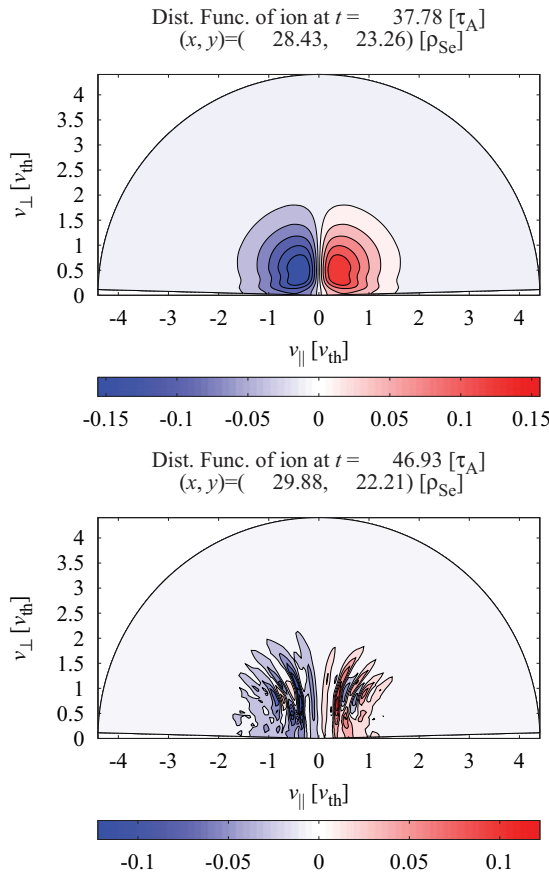 Dist. Func. of ion at t = 37.78 [τA]
(x, y)=( 28.43, 23.26) [ρSe]
4
3.5
3
2.5
2
1.5
1
0.5
0
v⊥ [vth]
-4 -3 -2 -1 0 1 2 3 4
v|| [vth]
-0.15 -0.1 -0.05 0 0.05 0.1 0.15
Dist. Func. of ion at t = 46.93 [τA]
(x, y)=( 29.88, 22.21) [ρSe]
4
3.5
3
2.5
2
1.5
1
0.5
0
v⊥ [vth]
-4 -3 -2 -1 0 1 2 3 4
v|| [vth]
-0.1 -0.05 0 0.05 0.1